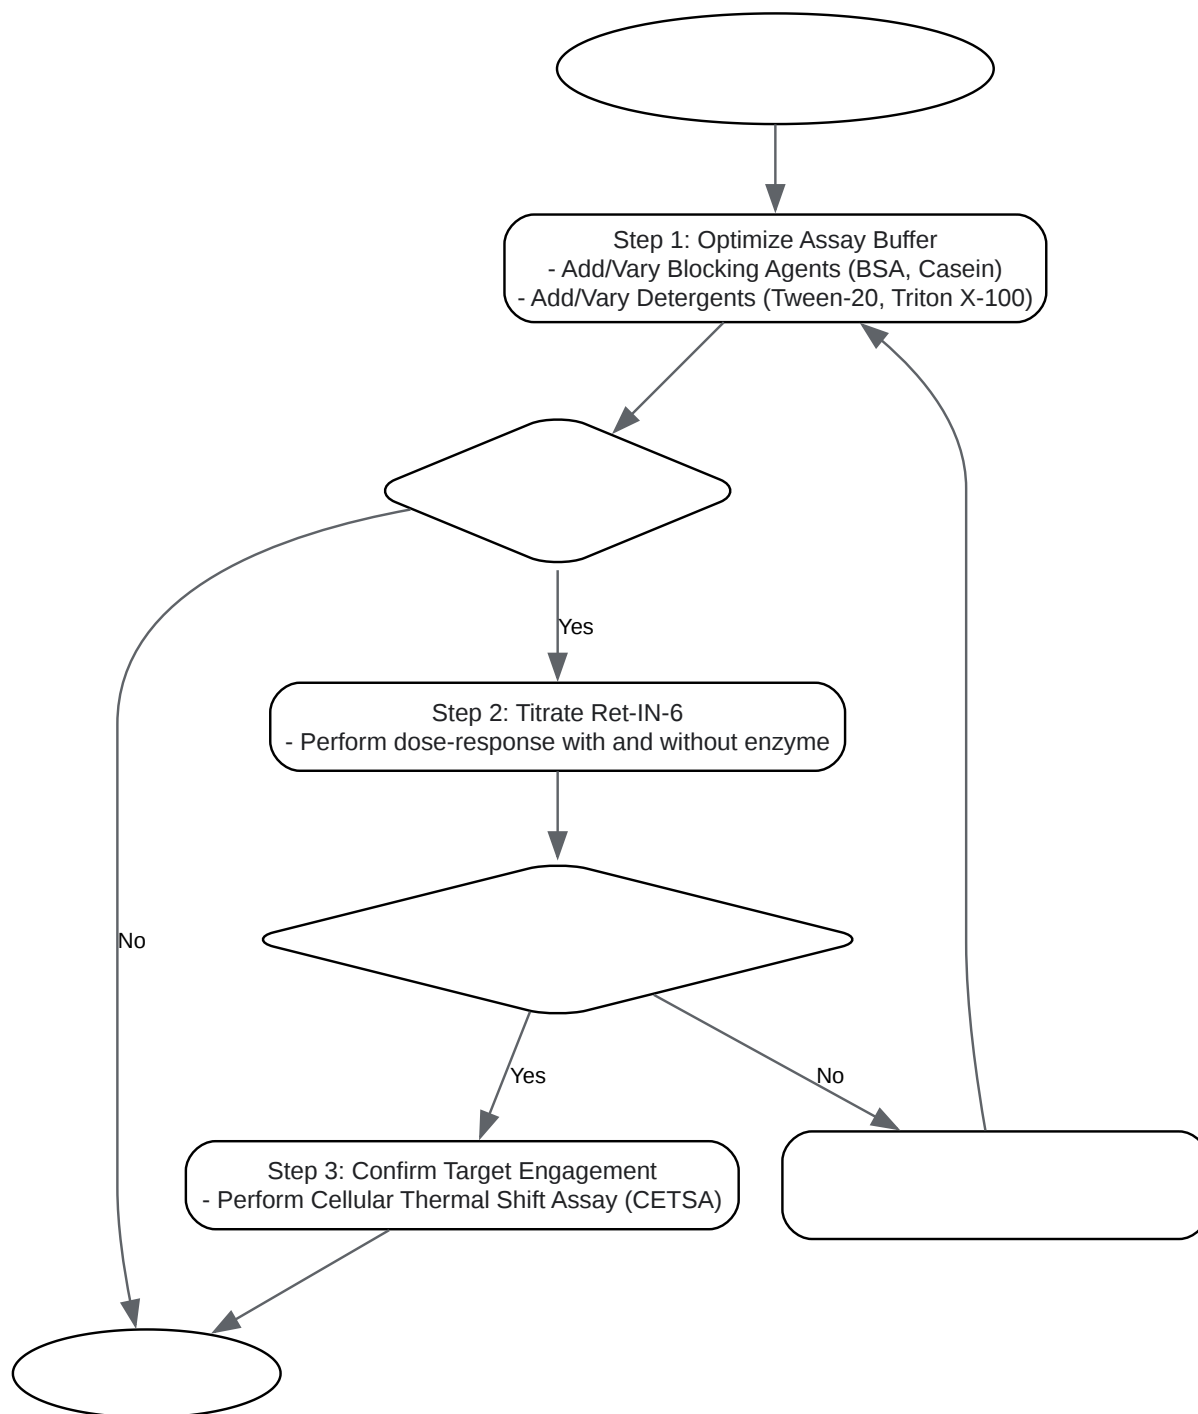 Step 1: Optimize Assay Buffer
- Add/Vary Blocking Agents (BSA, Casein)
- Add/Vary Detergents (Tween-20, Triton X-100)
Yes
Step 2: Titrate Ret-IN-6
- Perform dose-response with and without enzyme
No
Yes
No
Step 3: Confirm Target Engagement
- Perform Cellular Thermal Shift Assay (CETSA)